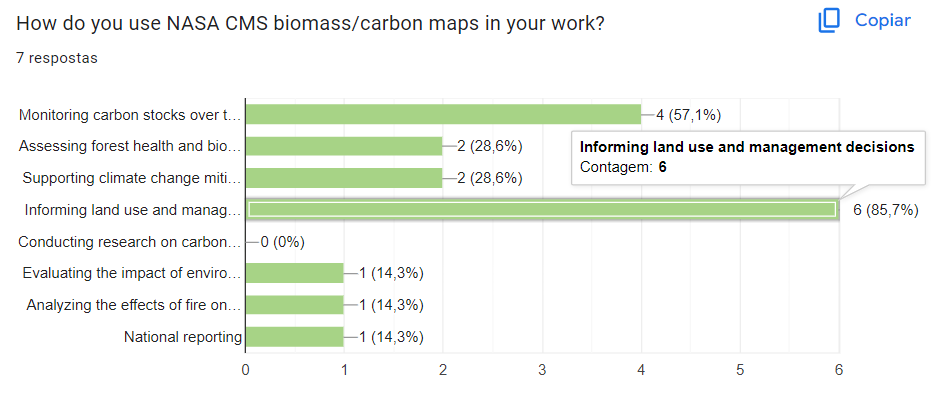 How do you use NASA CMS biomass/carbon maps in your work?
Copiar
7 respostas
Monitoring carbon stocks over t...
4 (57,1%)
Assessing forest health and bio...
2 (28,6%)
Informing land use and management decisions
Contagem: 6
Supporting climate change miti...
2 (28,6%)
Informing land use and manag...
6 (85,7%)
Conducting research on carbon...
0 (0%)
Evaluating the impact of enviro...
1 (14,3%)
Analyzing the effects of fire on...
1 (14,3%)
National reporting
1 (14,3%)
0 1 2 3 4 5 6